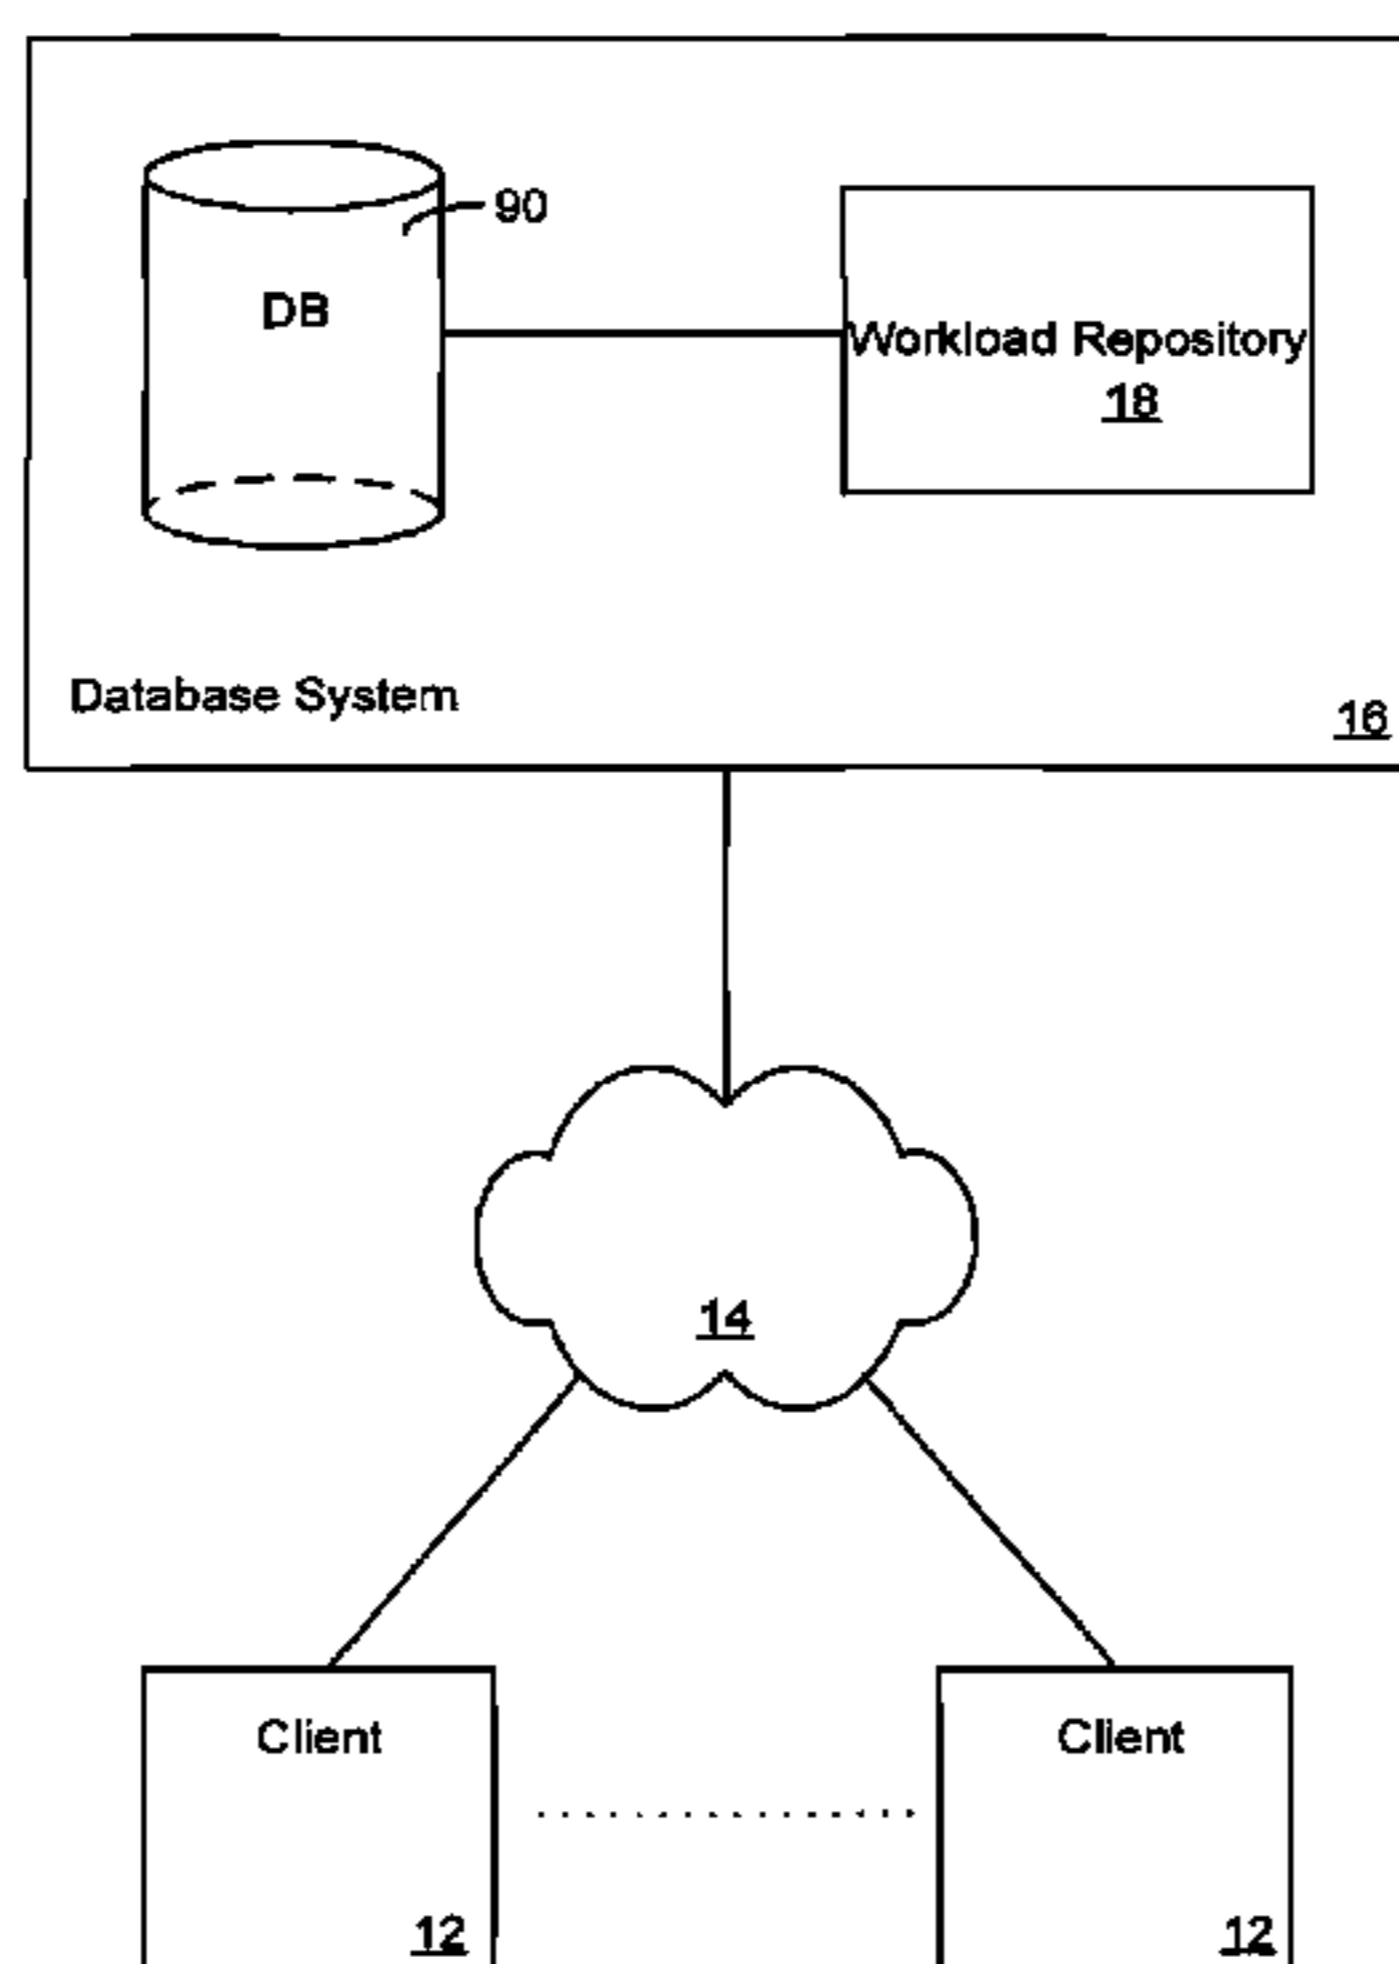 90
DB
Workload Repository
18
Database System
16
14
Client
Client
12
12